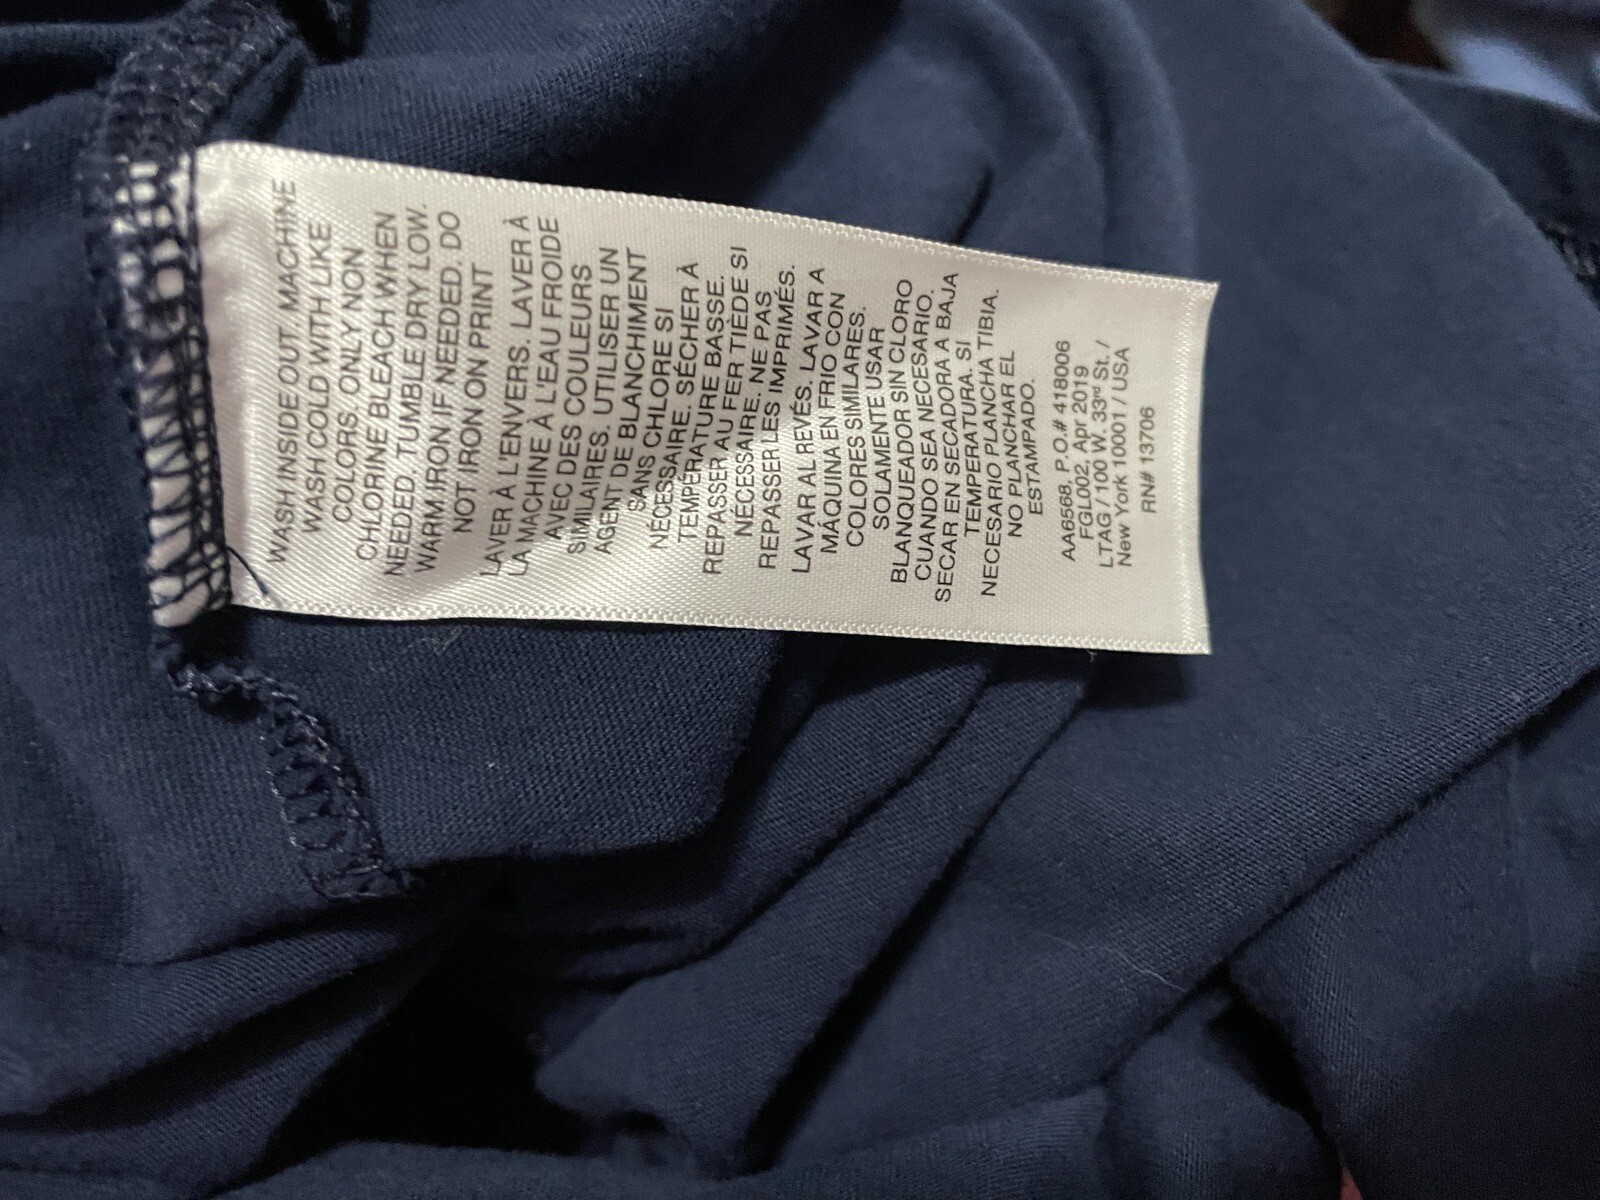 WASH INSIDE OUT. MACHINE
WASH COLD WITH LIKE
COLORS. ONLY NON
CHLORINE BLEACH WHEN
NEEDED. TUMBLE DRY LOW.
WARM IRON IF NEEDED. DO
NOT IRON ON PRINT
LAVER À L'ENVERS. LAVER À
LA MACHINE À L'EAU FROIDE
AVEC DES COULEURS
SIMILAIRES. UTILISER UN
AGENT DE BLANCHIMENT
SANS CHLORE SI
NÉCESSAIRE. SÉCHER À
TEMPÉRATURE BASSE.
REPASSER AU FER TIEDE SI
NÉCESSAIRE. NE PAS
REPASSER LES IMPRIMÉS.
LAVAR AL REVÉS. LAVAR A
MÁQUINA EN FRIO CON
COLORES SIMILARES.
SOLAMENTE USAR
BLANQUEADOR SIN CLORO
CUANDO SEA NECESARIO.
SECAR EN SECADORA A BAJA
TEMPERATURA. SI
NECESARIO PLANCHA TIBIA.
NO PLANCHAR EL
ESTAMPADO.
AA6568, P.O.# 418006
FGL002, Apr 2019
LTAG / 100 W. 33rd St. /
New York 10001 / USA
RN# 13706